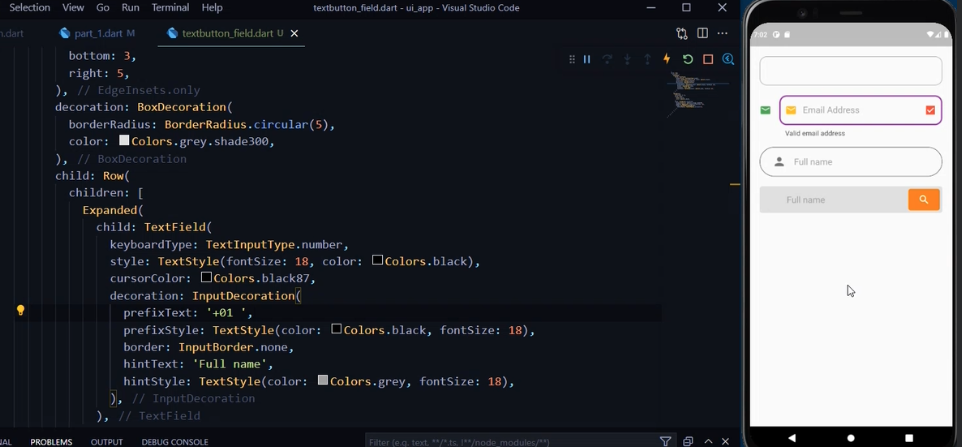 Selection View Go Run Terminal Help
textbutton_field.dart - ui_app - Visual Studio Code
n.dart part_1.dart M textbutton_field.dart U
bottom: 3,
right: 5,
), // EdgeInsets.only
decoration: BoxDecoration(
borderRadius: BorderRadius.circular(5),
color: Colors.grey.shade300,
), // BoxDecoration
child: Row(
children: [
Expanded(
child: TextField(
keyboardType: TextInputType.number,
style: TextStyle(fontSize: 18, color: Colors.black),
cursorColor: Colors.black87,
decoration: InputDecoration(
prefixText: '+01 ',
prefixStyle: TextStyle(color: Colors.black, fontSize: 18),
border: InputBorder.none,
hintText: 'Full name',
hintStyle: TextStyle(color: Colors.grey, fontSize: 18),
), // InputDecoration
), // TextField
NAL PROBLEMS OUTPUT DEBUG CONSOLE
Filter (e.g. text, **/*.ts, !**/node_modules/**)
7:02
Email Address
Valid email address
Full name
Full name